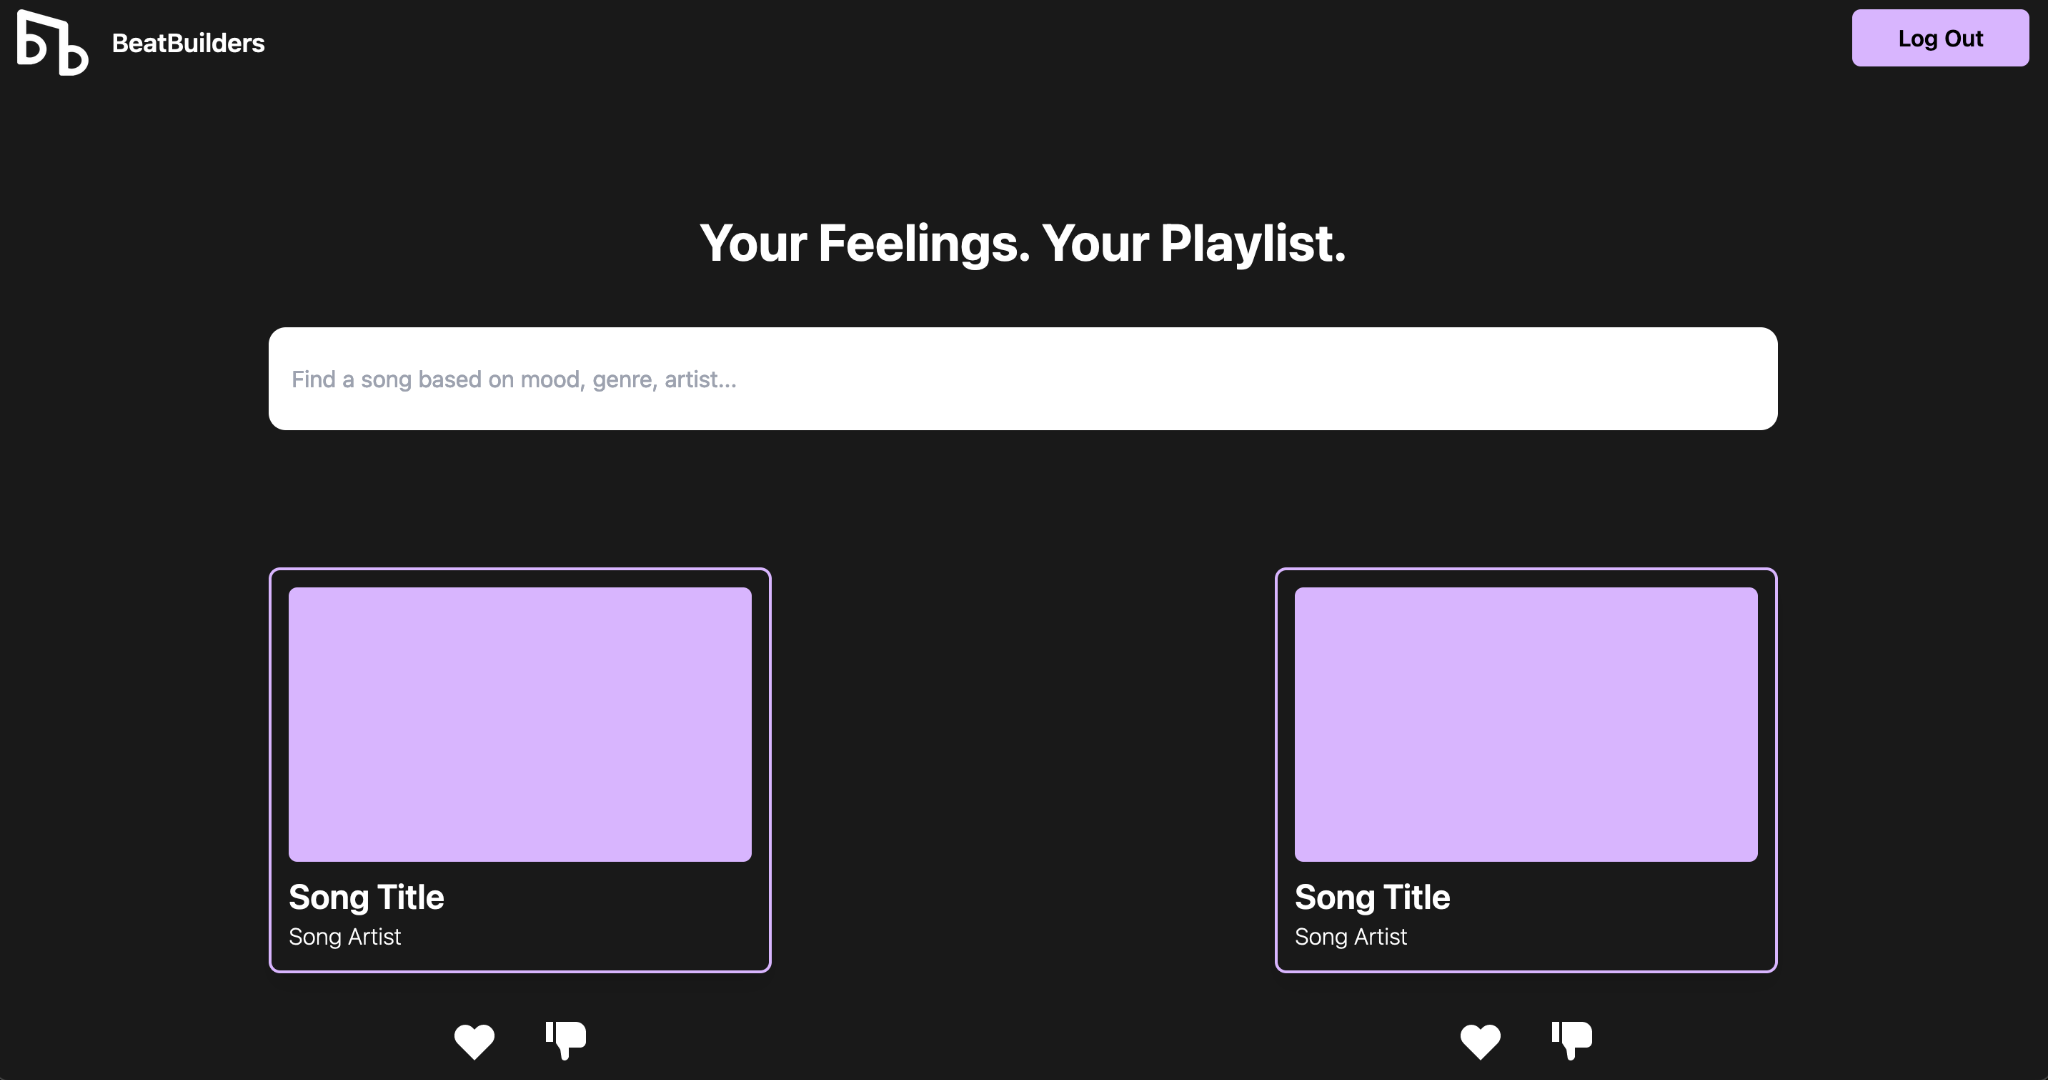 bb
BeatBuilders
Log Out
Your Feelings. Your Playlist.
Find a song based on mood, genre, artist...
Song Title
Song Artist
Song Title
Song Artist